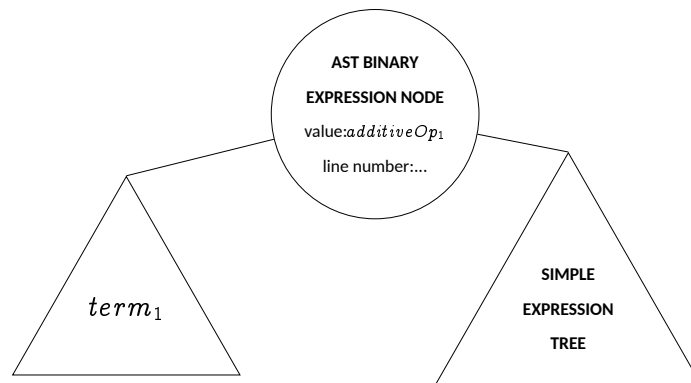 AST BINARY
EXPRESSION NODE
value:additiveOp₁
line number:...
term₁
SIMPLE
EXPRESSION
TREE